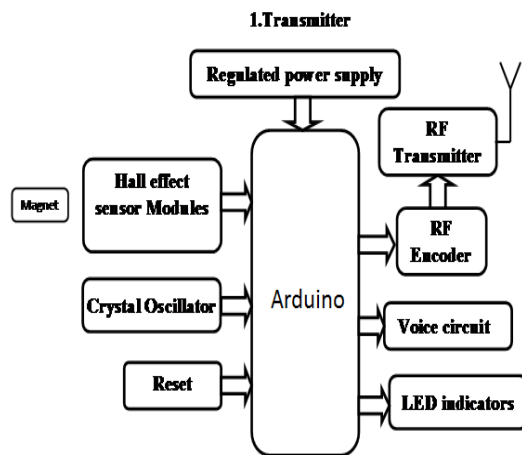 1.Transmitter
Regulated power supply
RF
Transmitter
Hall effect
sensor Modules
Magnet
RF
Encoder
Arduino
Crystal Oscillator
Voice circuit
Reset
LED indicators